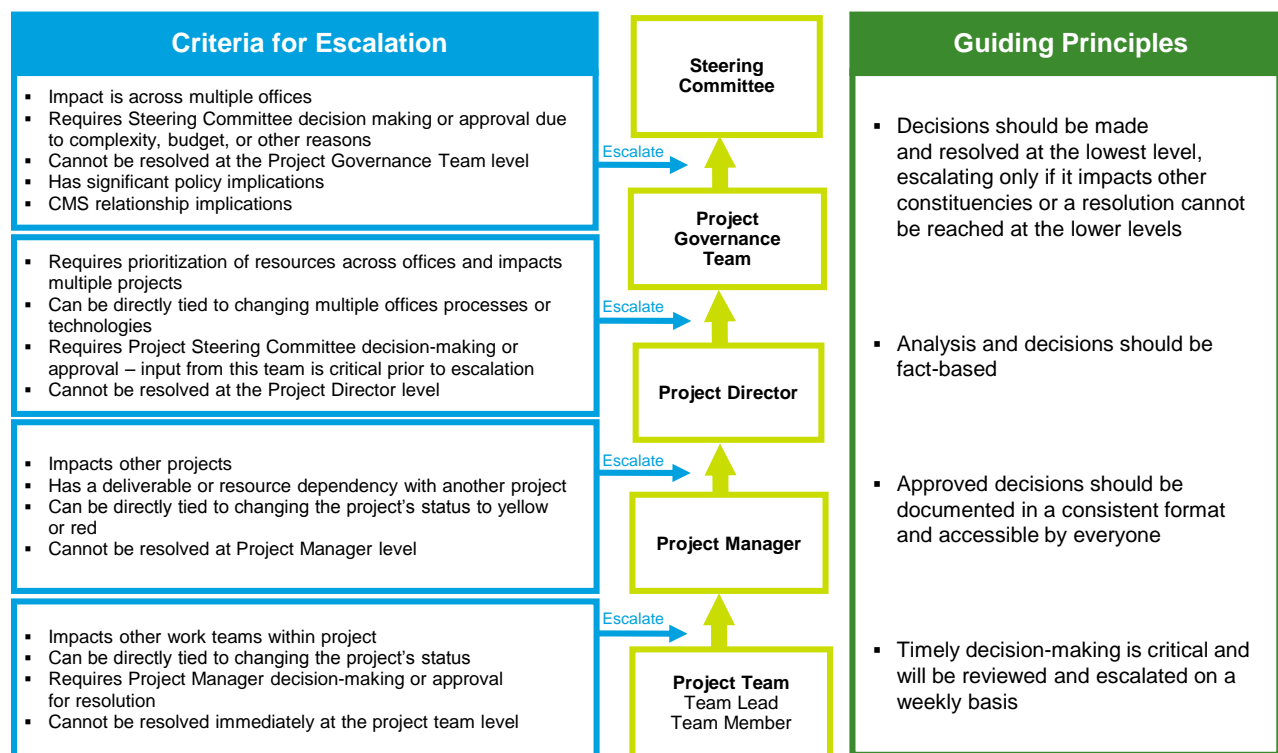 Criteria for Escalation
▪ Impact is across multiple offices
▪ Requires Steering Committee decision making or approval due
to complexity, budget, or other reasons
▪ Cannot be resolved at the Project Governance Team level
▪ Has significant policy implications
▪ CMS relationship implications
▪ Requires prioritization of resources across offices and impacts
multiple projects
▪ Can be directly tied to changing multiple offices processes or
technologies
▪ Requires Project Steering Committee decision-making or
approval – input from this team is critical prior to escalation
▪ Cannot be resolved at the Project Director level
▪ Impacts other projects
▪ Has a deliverable or resource dependency with another project
▪ Can be directly tied to changing the project’s status to yellow
or red
▪ Cannot be resolved at Project Manager level
▪ Impacts other work teams within project
▪ Can be directly tied to changing the project’s status
▪ Requires Project Manager decision-making or approval
for resolution
▪ Cannot be resolved immediately at the project team level
Escalate
Escalate
Escalate
Escalate
Steering
Committee
Project
Governance
Team
Project Director
Project Manager
Project Team
Team Lead
Team Member
Guiding Principles
▪ Decisions should be made
and resolved at the lowest level,
escalating only if it impacts other
constituencies or a resolution cannot
be reached at the lower levels
▪ Analysis and decisions should be
fact-based
▪ Approved decisions should be
documented in a consistent format
and accessible by everyone
▪ Timely decision-making is critical and
will be reviewed and escalated on a
weekly basis